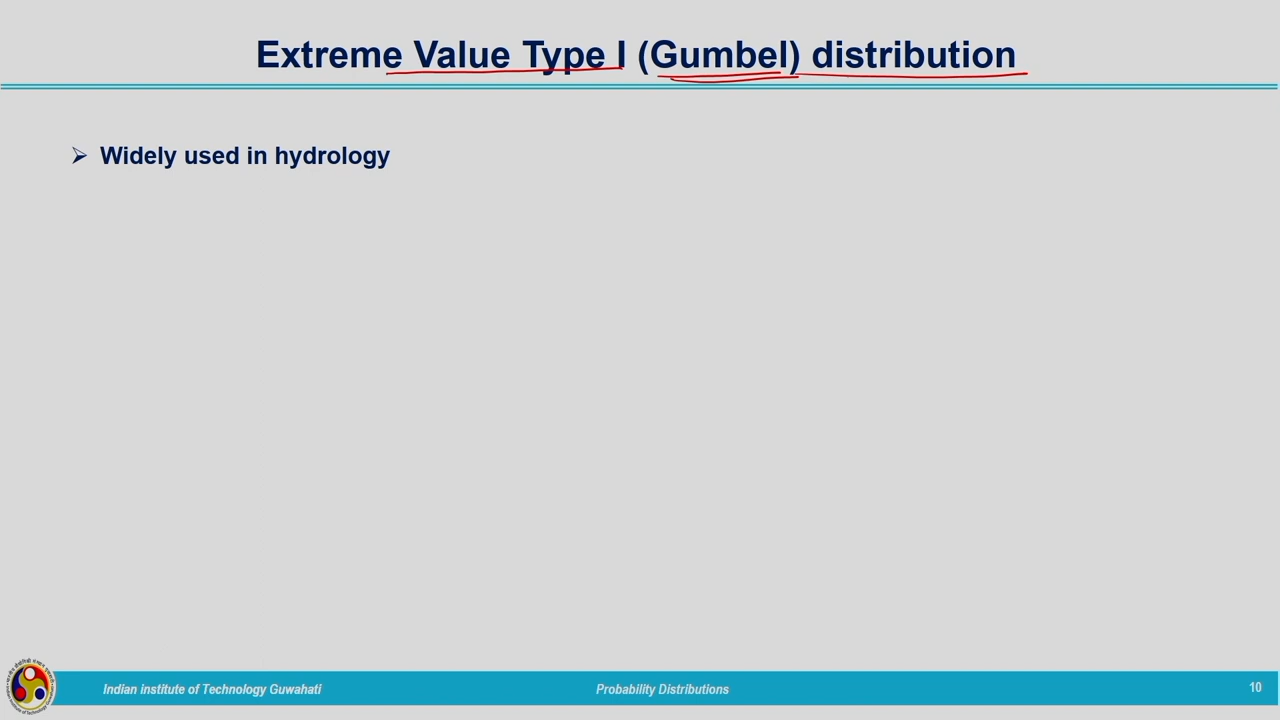 Extreme Value Type I (Gumbel) distribution
Widely used in hydrology
Indian institute of Technology Guwahati
Probability Distributions
10